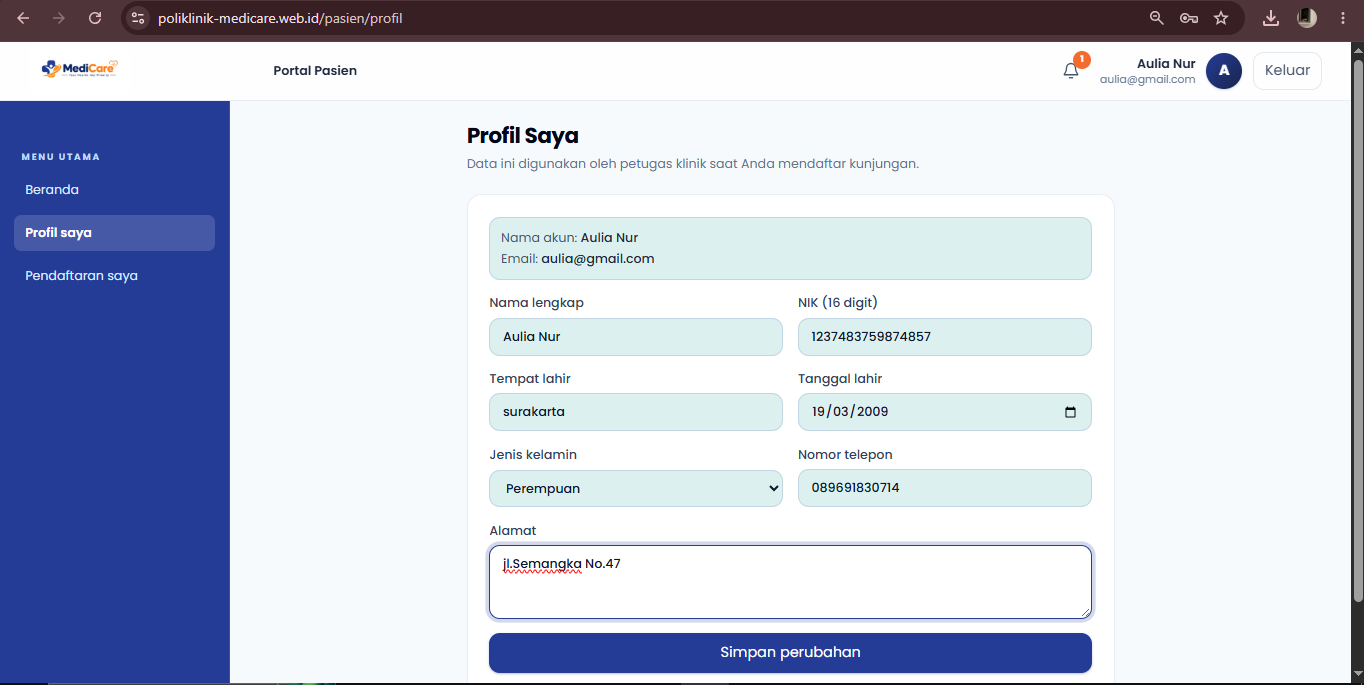 poliklinik-medicare.web.id/pasien/profil
MediCare
Portal Pasien
1
Aulia Nur
aulia@gmail.com
A
Keluar
MENU UTAMA
Beranda
Profil saya
Pendaftaran saya
Profil Saya
Data ini digunakan oleh petugas klinik saat Anda mendaftar kunjungan.
Nama akun: Aulia Nur
Email: aulia@gmail.com
Nama lengkap
Aulia Nur
NIK (16 digit)
1237483759874857
Tempat lahir
surakarta
Tanggal lahir
19/03/2009
Jenis kelamin
Perempuan
Nomor telepon
089691830714
Alamat
jl.Semangka No.47
Simpan perubahan